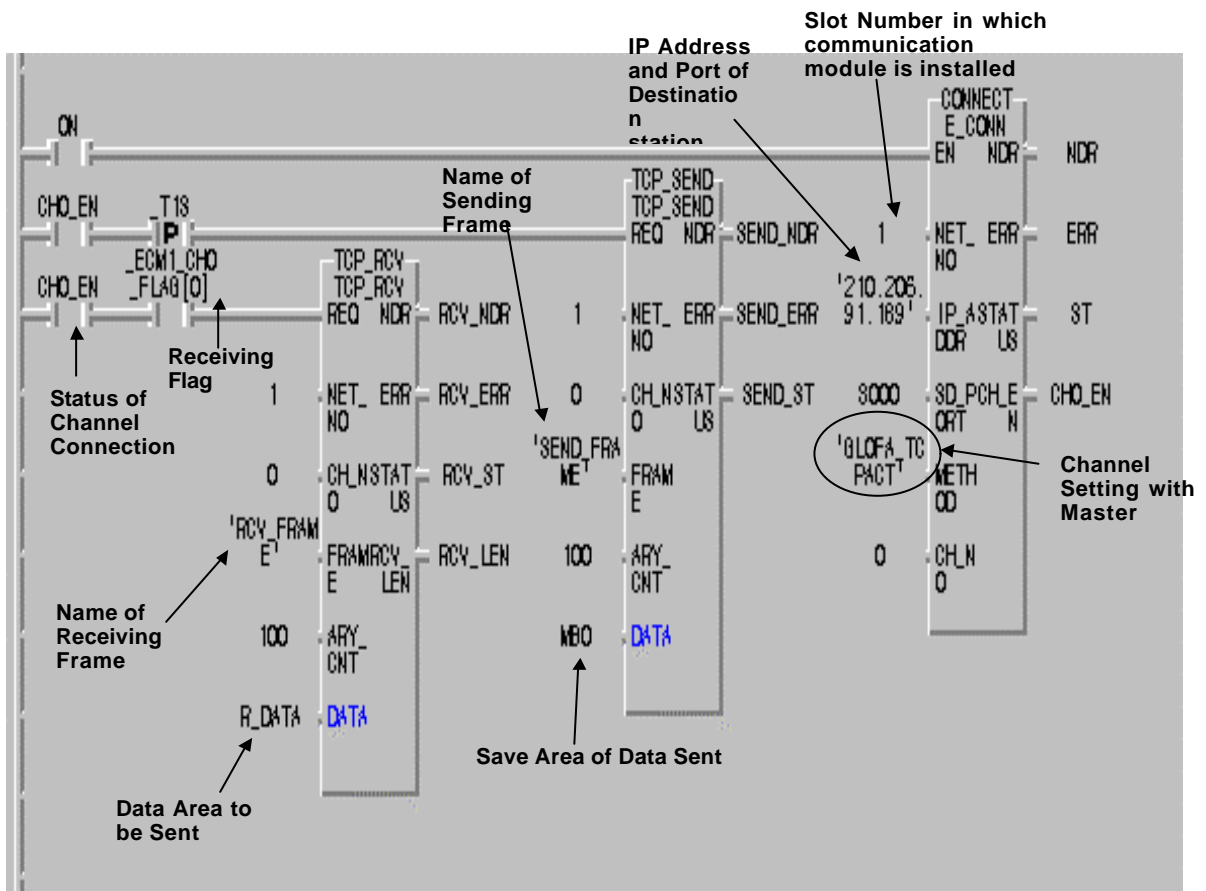 Slot Number in which
communication
module is installed
IP Address
and Port of
Destinatio
n
station
CONNECT
E_CONN
ON
EN NDR NDR
Name of
Sending
Frame
TCP_SEND
TCP_SEND
CH0_EN _T1S
P
REQ NDR SEND_NDR 1 NET_ ERR ERR
NO
_ECM1_CH0
_FLAG[0]
CH0_EN
TCP_RCV
TCP_RCV
REQ NDR RCV_NDR 1 NET_ ERR SEND_ERR
NO
'210.206.
91.189' IP_ASTAT ST
DDR US
Receiving
Flag
Status of
Channel
Connection
1 NET_ ERR RCV_ERR 0 CH_NSTAT SEND_ST
NO O US
SD_PCH_E CH0_EN
ORT N
'GLOFA_TC
PACT' METH
OD
Channel
Setting with
Master
0 CH_NSTAT RCV_ST
O US
'SEND_FRA
ME' FRAM
E
'RCV_FRAM
E' FRAMRCV_ RCV_LEN
E LEN
100 ARY_
CNT
0 CH_N
O
Name of
Receiving
Frame
100 ARY_
CNT
MB0 DATA
R_DATA DATA
Save Area of Data Sent
Data Area to
be Sent